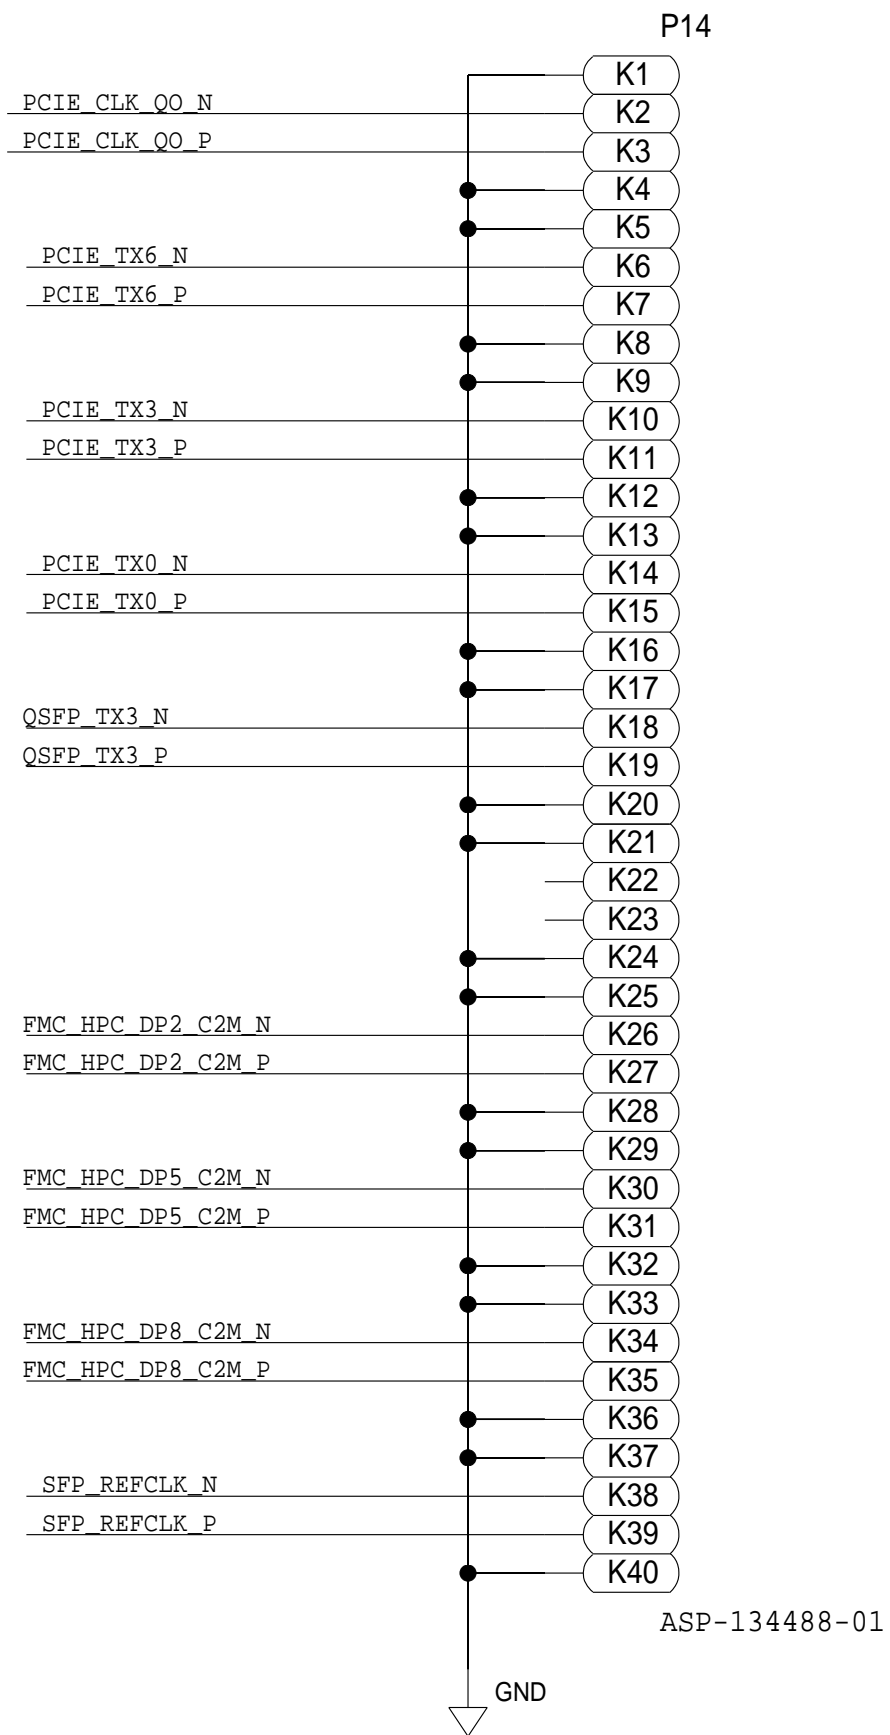 P14
K1
PCIE_CLK_QO_N
K2
PCIE_CLK_QO_P
K3
K4
K5
PCIE_TX6_N
K6
PCIE_TX6_P
K7
K8
K9
PCIE_TX3_N
K10
PCIE_TX3_P
K11
K12
K13
PCIE_TX0_N
K14
PCIE_TX0_P
K15
K16
K17
QSFP_TX3_N
K18
QSFP_TX3_P
K19
K20
K21
K22
K23
K24
K25
FMC_HPC_DP2_C2M_N
K26
FMC_HPC_DP2_C2M_P
K27
K28
K29
FMC_HPC_DP5_C2M_N
K30
FMC_HPC_DP5_C2M_P
K31
K32
K33
FMC_HPC_DP8_C2M_N
K34
FMC_HPC_DP8_C2M_P
K35
K36
K37
SFP_REFCLK_N
K38
SFP_REFCLK_P
K39
K40
ASP-134488-01
GND